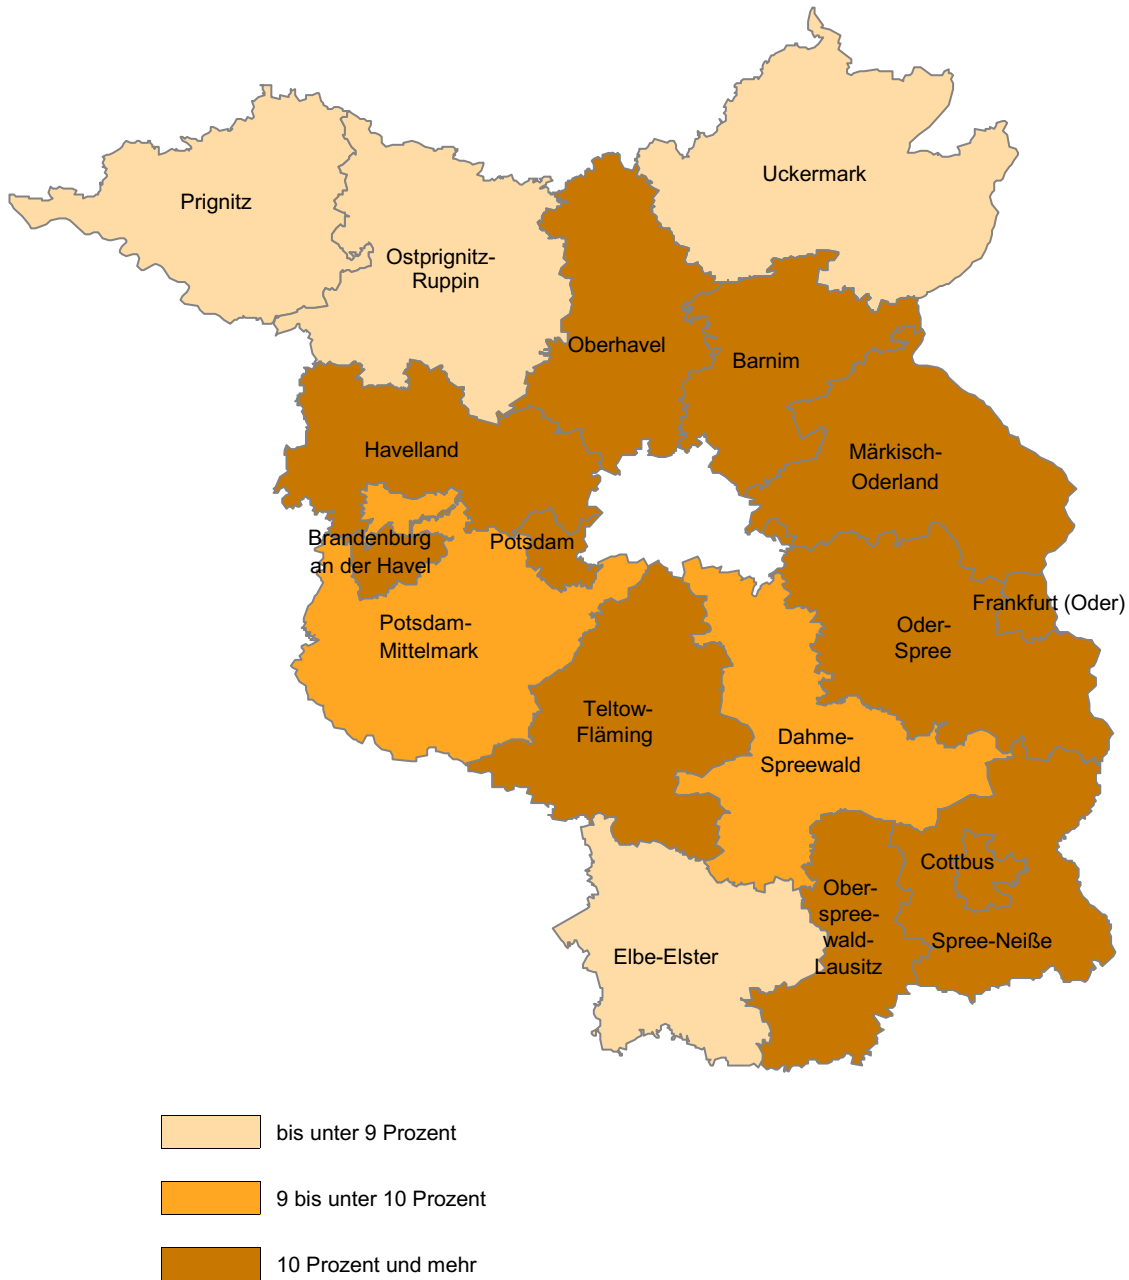 Uckermark
Prignitz
Ostprignitz-
Ruppin
Oberhavel
Barnim
Havelland
Märkisch-
Oderland
Brandenburg
an der Havel
Potsdam
Frankfurt (Oder)
Potsdam-
Mittelmark
Oder-
Spree
Teltow-
Fläming
Dahme-
Spreewald
Cottbus
Ober-
spree-
wald-
Lausitz
Spree-Neiße
Elbe-Elster
bis unter 9 Prozent
9 bis unter 10 Prozent
10 Prozent und mehr